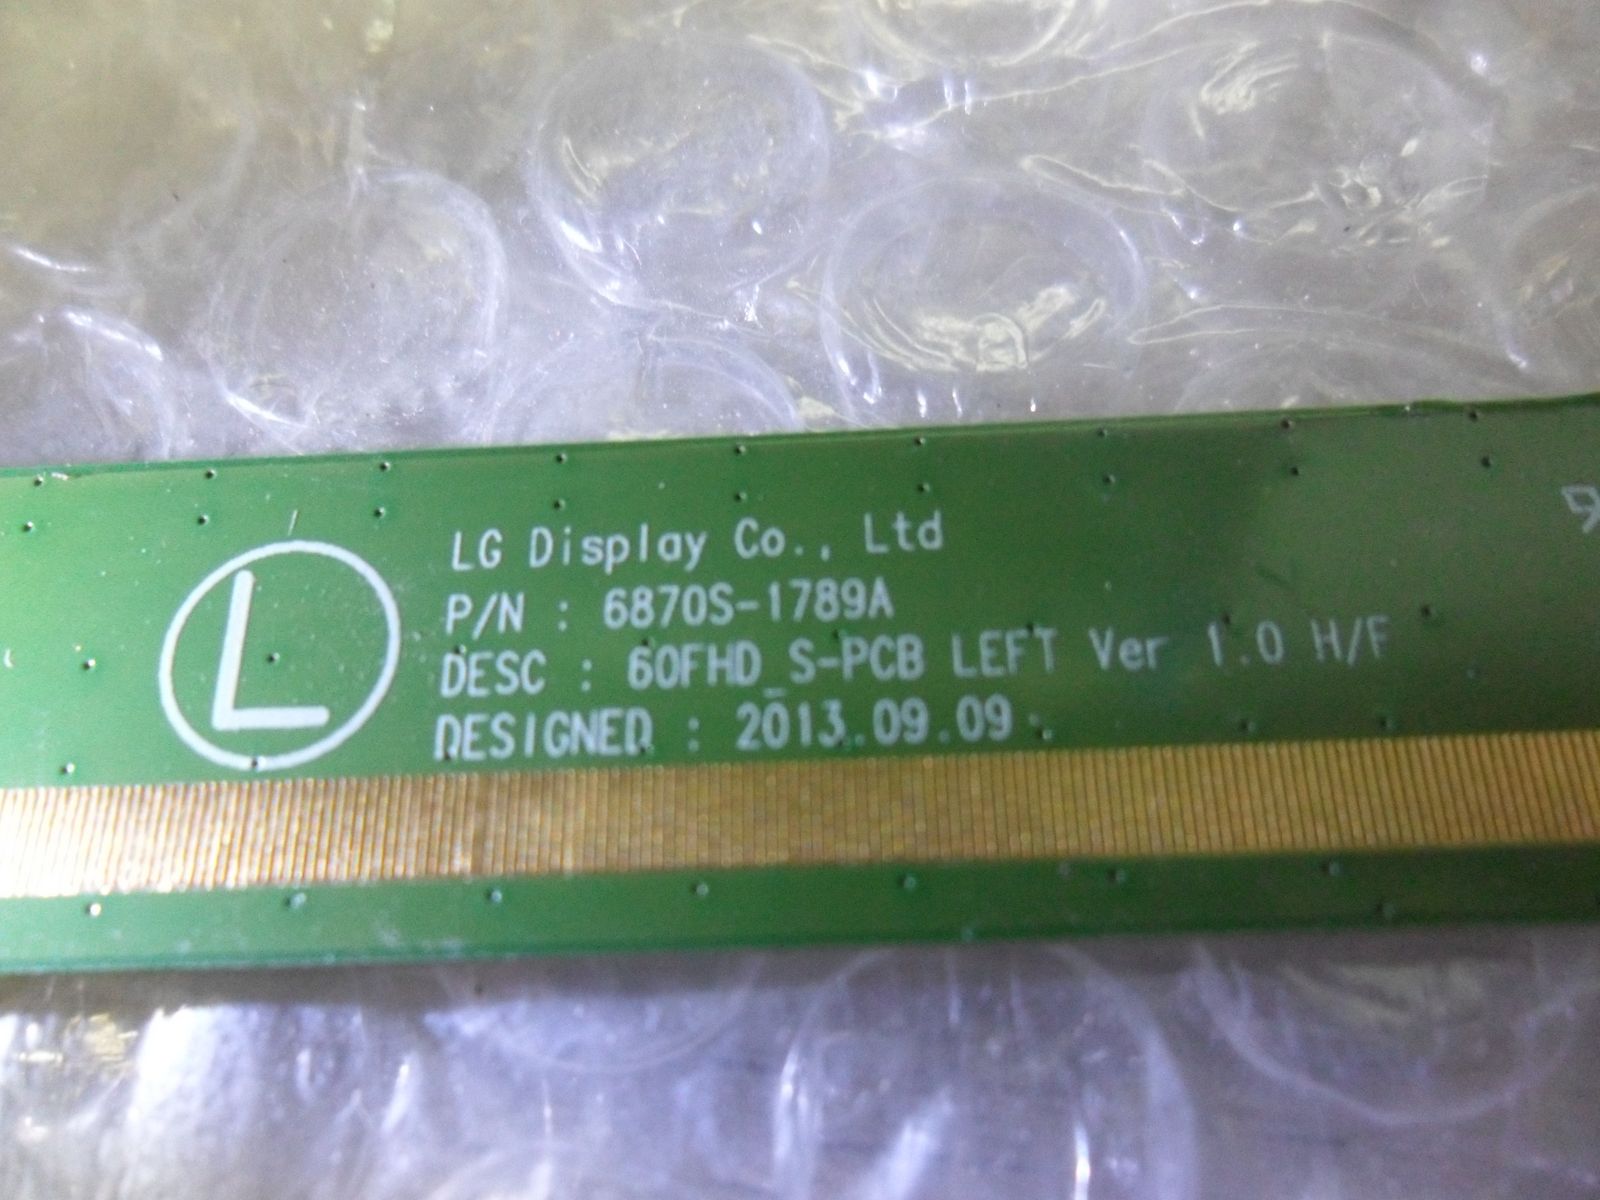 L
LG Display Co., Ltd
P/N : 6870S-1789A
DESC : 60FHD_S-PCB LEFT Ver 1.0 H/F
DESIGNED : 2013.09.09